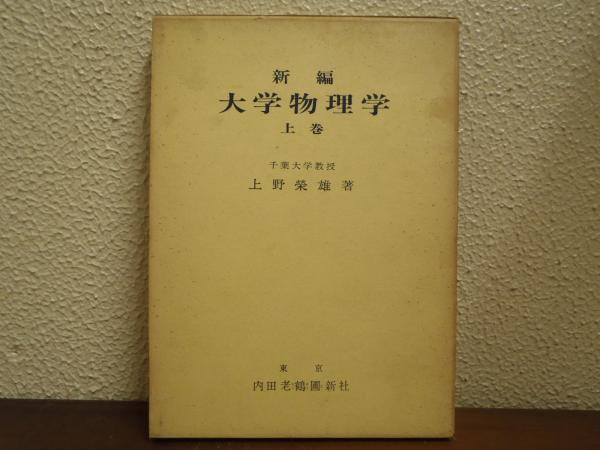 新編
大学物理学
上巻
千葉大学教授
上野榮雄著
東京
内田老鶴圃新社